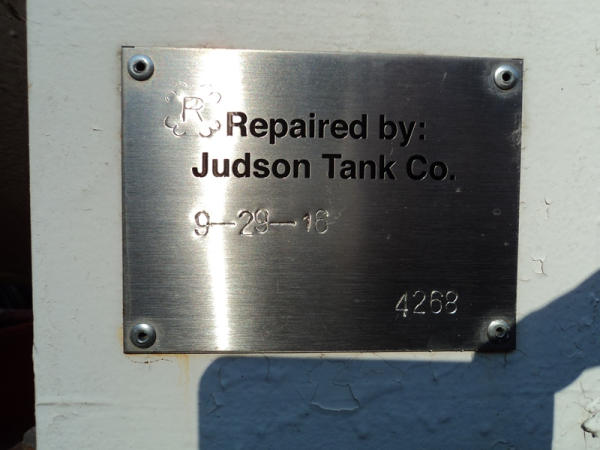 R Repaired by:
Judson Tank Co.
9-29-16
4268